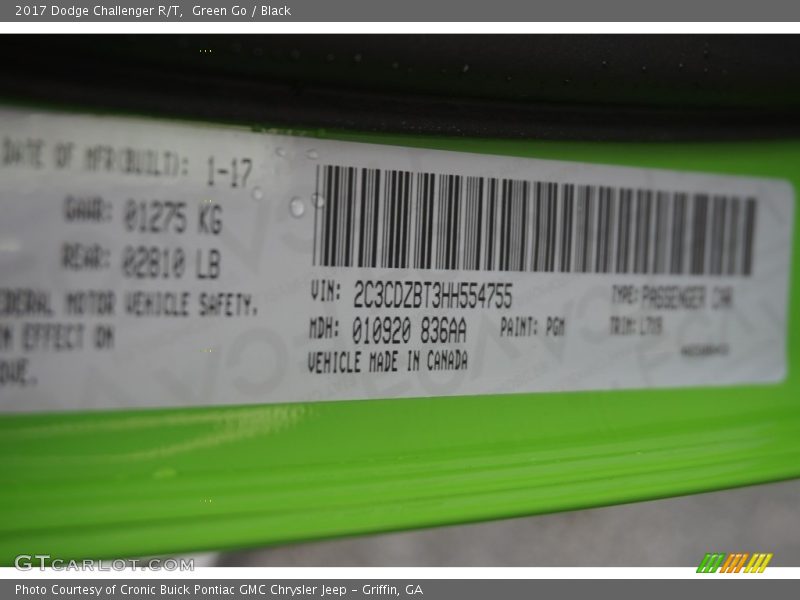 2017 Dodge Challenger R/T,  Green Go / Black
DATE OF MFR(BUILT): 1-17
GAWR: 01275 KG
REAR: 02810 LB
EDERAL MOTOR VEHICLE SAFETY,
N EFFECT ON
OVE.
VIN: 2C3CDZBT3HH554755
TYPE: PASSENGER CAR
MDH: 010920 836AA
PAINT: PGM
TRIM:
VEHICLE MADE IN CANADA
GTCARLOT.COM
Photo Courtesy of Cronic Buick Pontiac GMC Chrysler Jeep - Griffin, GA